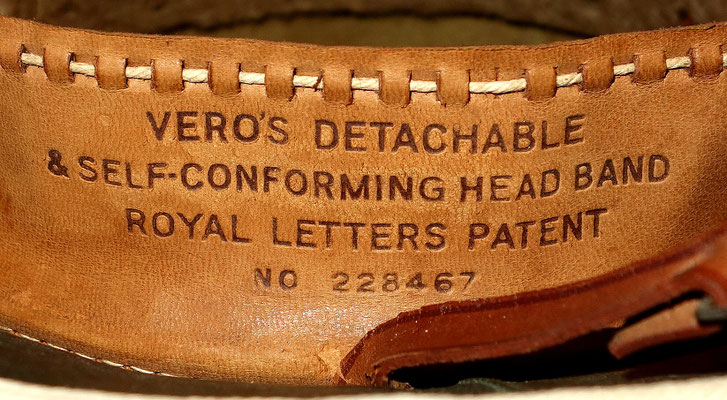 VERO'S DETACHABLE
& SELF-CONFORMING HEAD BAND
ROYAL LETTERS PATENT
NO 228467